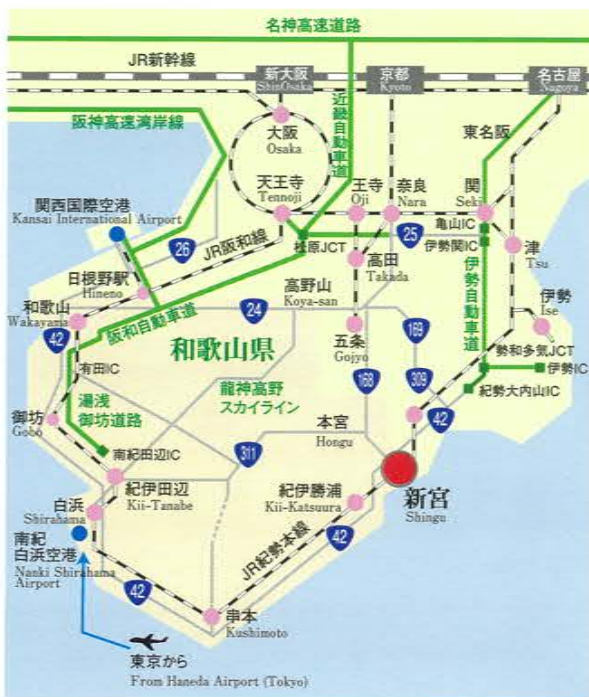 名神高速道路
JR新幹線
新大阪
ShinOsaka
京都
Kyoto
名古屋
Nagoya
阪神高速湾岸線
大阪
Osaka
近畿自動車道
東名阪
天王寺
Tennoji
王寺
Oji
奈良
Nara
関
Seki
関西国際空港
Kansai International Airport
26
JR阪和線
松原JCT
25
亀山IC
伊勢関IC
津
Tsu
高田
Takada
日根野駅
Hineno
高野山
Koya-san
伊勢自動車道
伊勢
Ise
和歌山
Wakayama
阪和自動車道
24
42
169
五条
Gojyo
和歌山県
勢和多気JCT
有田IC
伊勢IC
168
309
紀勢大内山IC
湯浅
御坊道路
龍神高野
スカイライン
42
御坊
Gobo
本宮
Hongu
311
南紀田辺IC
新宮
Shingu
紀伊田辺
Kii-Tanabe
紀伊勝浦
Kii-Katsuura
白浜
Shirahama
南紀
白浜空港
Nanki Shirahama
Airport
JR紀勢本線
42
42
串本
Kushimoto
東京から
From Haneda Airport (Tokyo)